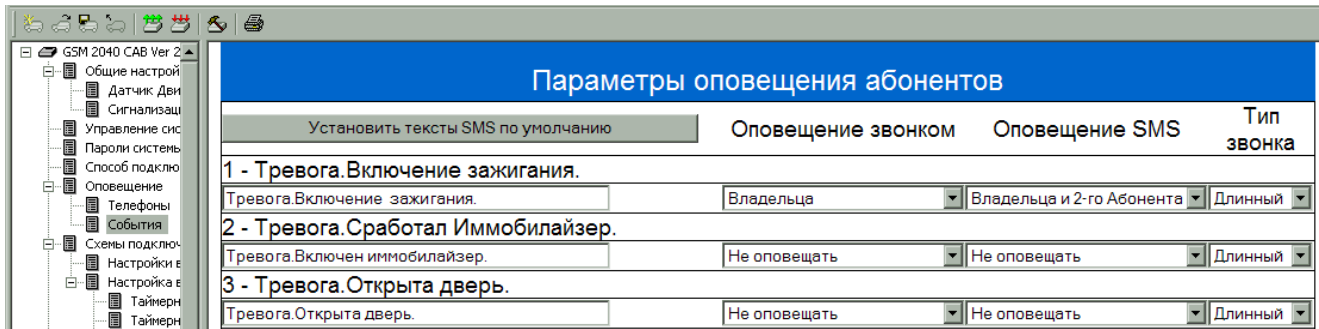 GSM 2040 CAB Ver 2
Общие настрой
Датчик Дви
Сигнализац
Управление сис
Пароли системь
Способ подклю
Оповещение
Телефоны
События
Схемы подключ
Настройки в
Настройка в
Таймерн
Таймерн
Параметры оповещения абонентов
Установить тексты SMS по умолчанию
Оповещение звонком
Оповещение SMS
Тип
звонка
1 - Тревога.Включение зажигания.
Тревога.Включение зажигания.
Владельца
Владельца и 2-го Абонента
Длинный
2 - Тревога.Сработал Иммобилайзер.
Тревога.Включен иммобилайзер.
Не оповещать
Не оповещать
Длинный
3 - Тревога.Открыта дверь.
Тревога.Открыта дверь.
Не оповещать
Не оповещать
Длинный